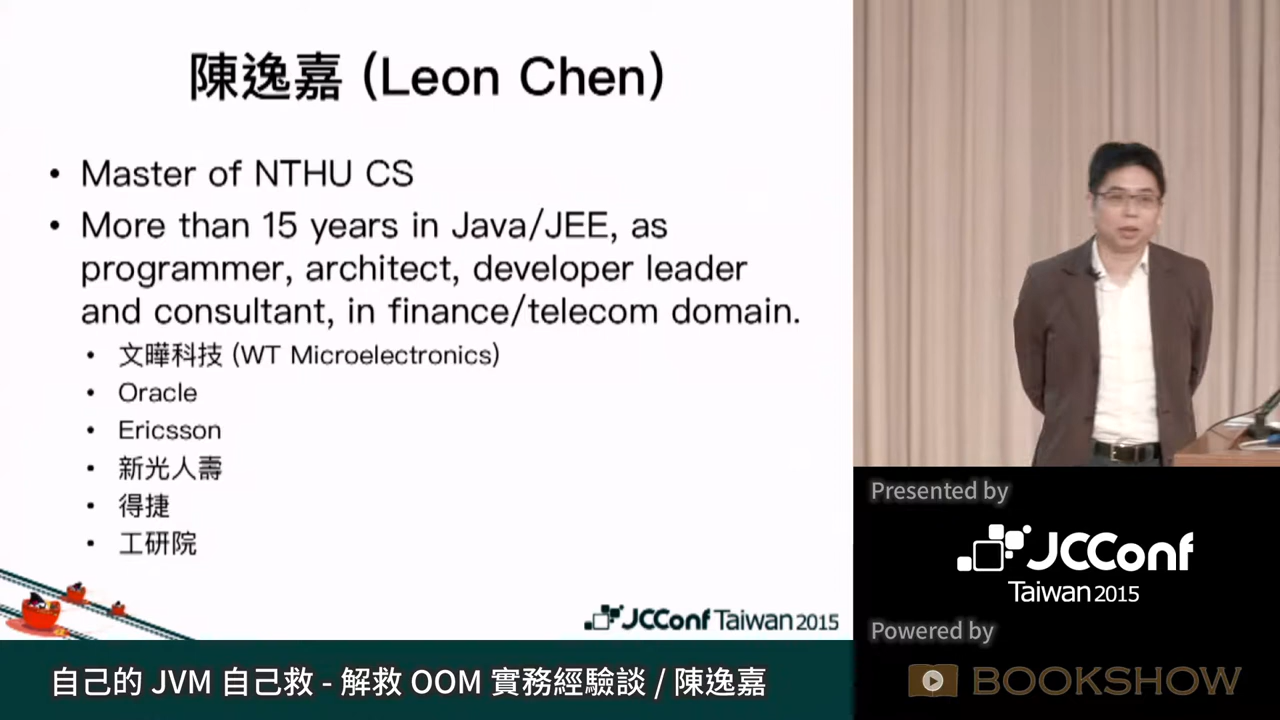 陳逸嘉 (Leon Chen)
• Master of NTHU CS
• More than 15 years in Java/JEE, as
programmer, architect, developer leader
and consultant, in finance/telecom domain.
• 文曄科技 (WT Microelectronics)
• Oracle
• Ericsson
• 新光人壽
• 得捷
• 工研院
JCConf Taiwan 2015
自己的 JVM 自己救 - 解救 OOM 實務經驗談 / 陳逸嘉
Presented by
JCConf
Taiwan 2015
Powered by
BOOKSHOW